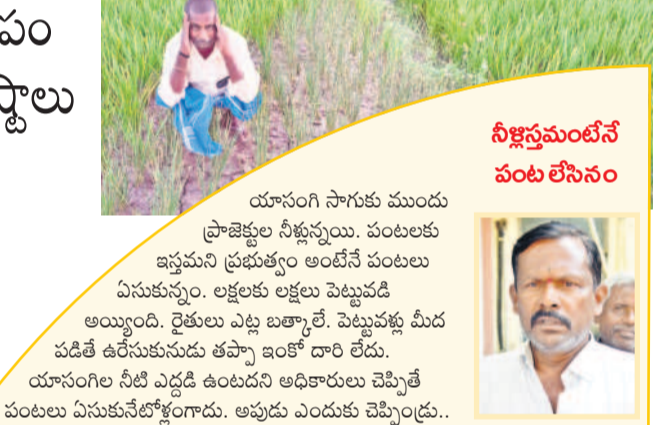 పం
ష్టాలు
నీళ్లిస్తమంటేనే
పంట లేసినం
యాసంగి సాగుకు ముందు
ప్రాజెక్టుల నీళ్లున్నయి. పంటలకు
ఇస్తమని ప్రభుత్వం అంటేనే పంటలు
ఏసుకున్నం. లక్షలకు లక్షలు పెట్టువడి
అయ్యింది. రైతులు ఎట్ల బత్కాలే. పెట్టువళ్లు మీద
పడితే ఉరేసుకునుడు తప్పా ఇంకో దారి లేదు.
యాసంగిల నీటి ఎద్దడి ఉంటదని అధికారులు చెప్పితే
పంటలు ఏసుకునేటోళ్లంగాదు. అపుడు ఎందుకు చెప్పిండ్రు..